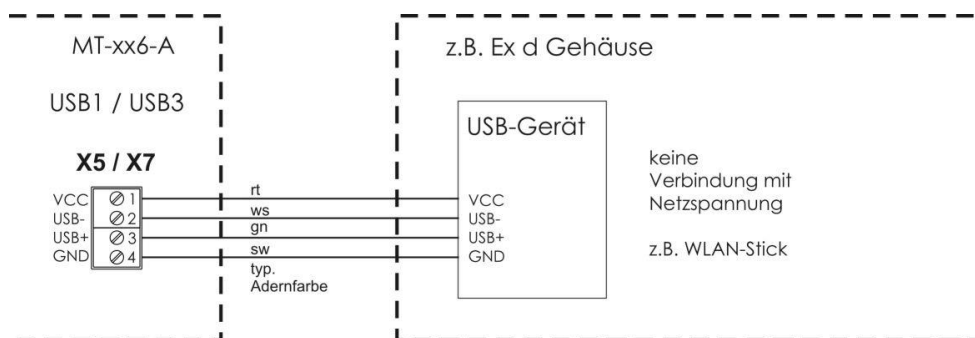 MT-xx6-A
USB1 / USB3
X5 / X7
VCC 1
USB- 2
USB+ 3
GND 4
rt
ws
gn
sw
typ.
Adernfarbe
z.B. Ex d Gehäuse
USB-Gerät
VCC
USB-
USB+
GND
keine
Verbindung mit
Netzspannung
z.B. WLAN-Stick